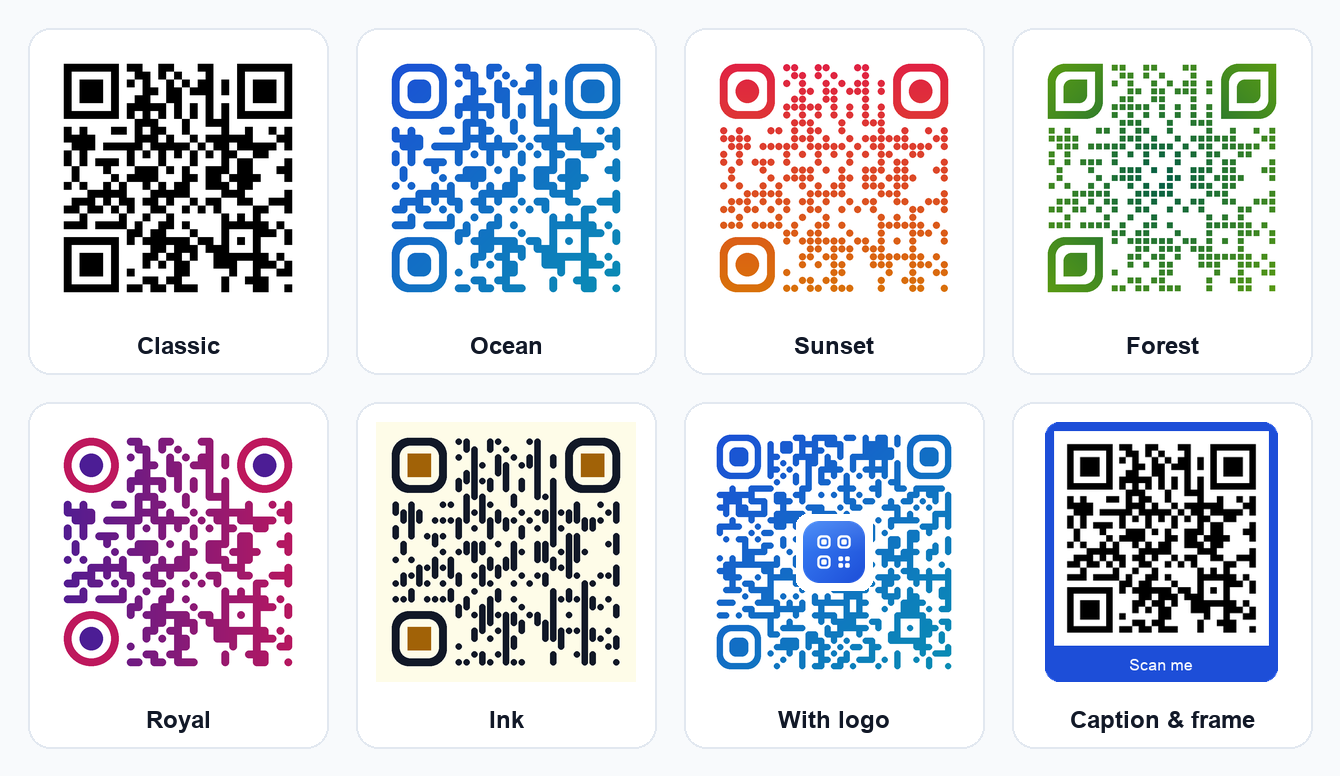 Classic
Ocean
Sunset
Forest
Royal
Ink
With logo
Scan me
Caption & frame